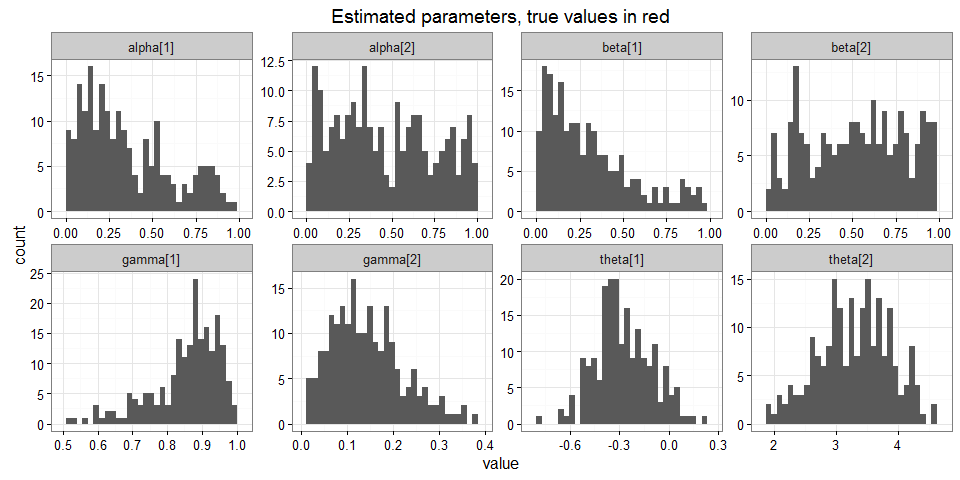 Estimated parameters, true values in red
alpha[1] alpha[2] beta[1] beta[2]
15 10 5 0
12.5 10.0 7.5 5.0 2.5 0.0
15 10 5 0
10 5 0
0.00 0.25 0.50 0.75 1.00 0.00 0.25 0.50 0.75 1.00 0.00 0.25 0.50 0.75 1.00 0.00 0.25 0.50 0.75 1.00
count
gamma[1] gamma[2] theta[1] theta[2]
25 20 15 10 5 0
15 10 5 0
20 15 10 5 0
15 10 5 0
0.5 0.6 0.7 0.8 0.9 1.0 0.0 0.1 0.2 0.3 0.4 -0.6 -0.3 0.0 0.3 2 3 4
value